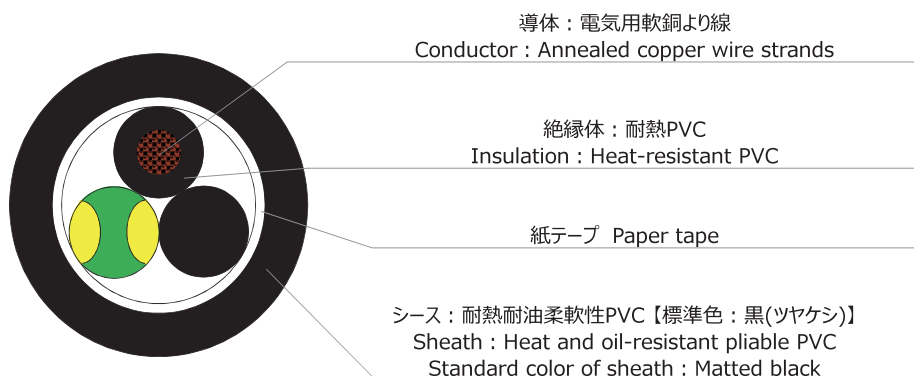 導体：電気用軟銅より線
Conductor : Annealed copper wire strands
絶縁体：耐熱PVC
Insulation : Heat-resistant PVC
紙テープ Paper tape
シース：耐熱耐油柔軟性PVC【標準色：黒(ツヤケシ)】
Sheath : Heat and oil-resistant pliable PVC
Standard color of sheath : Matted black